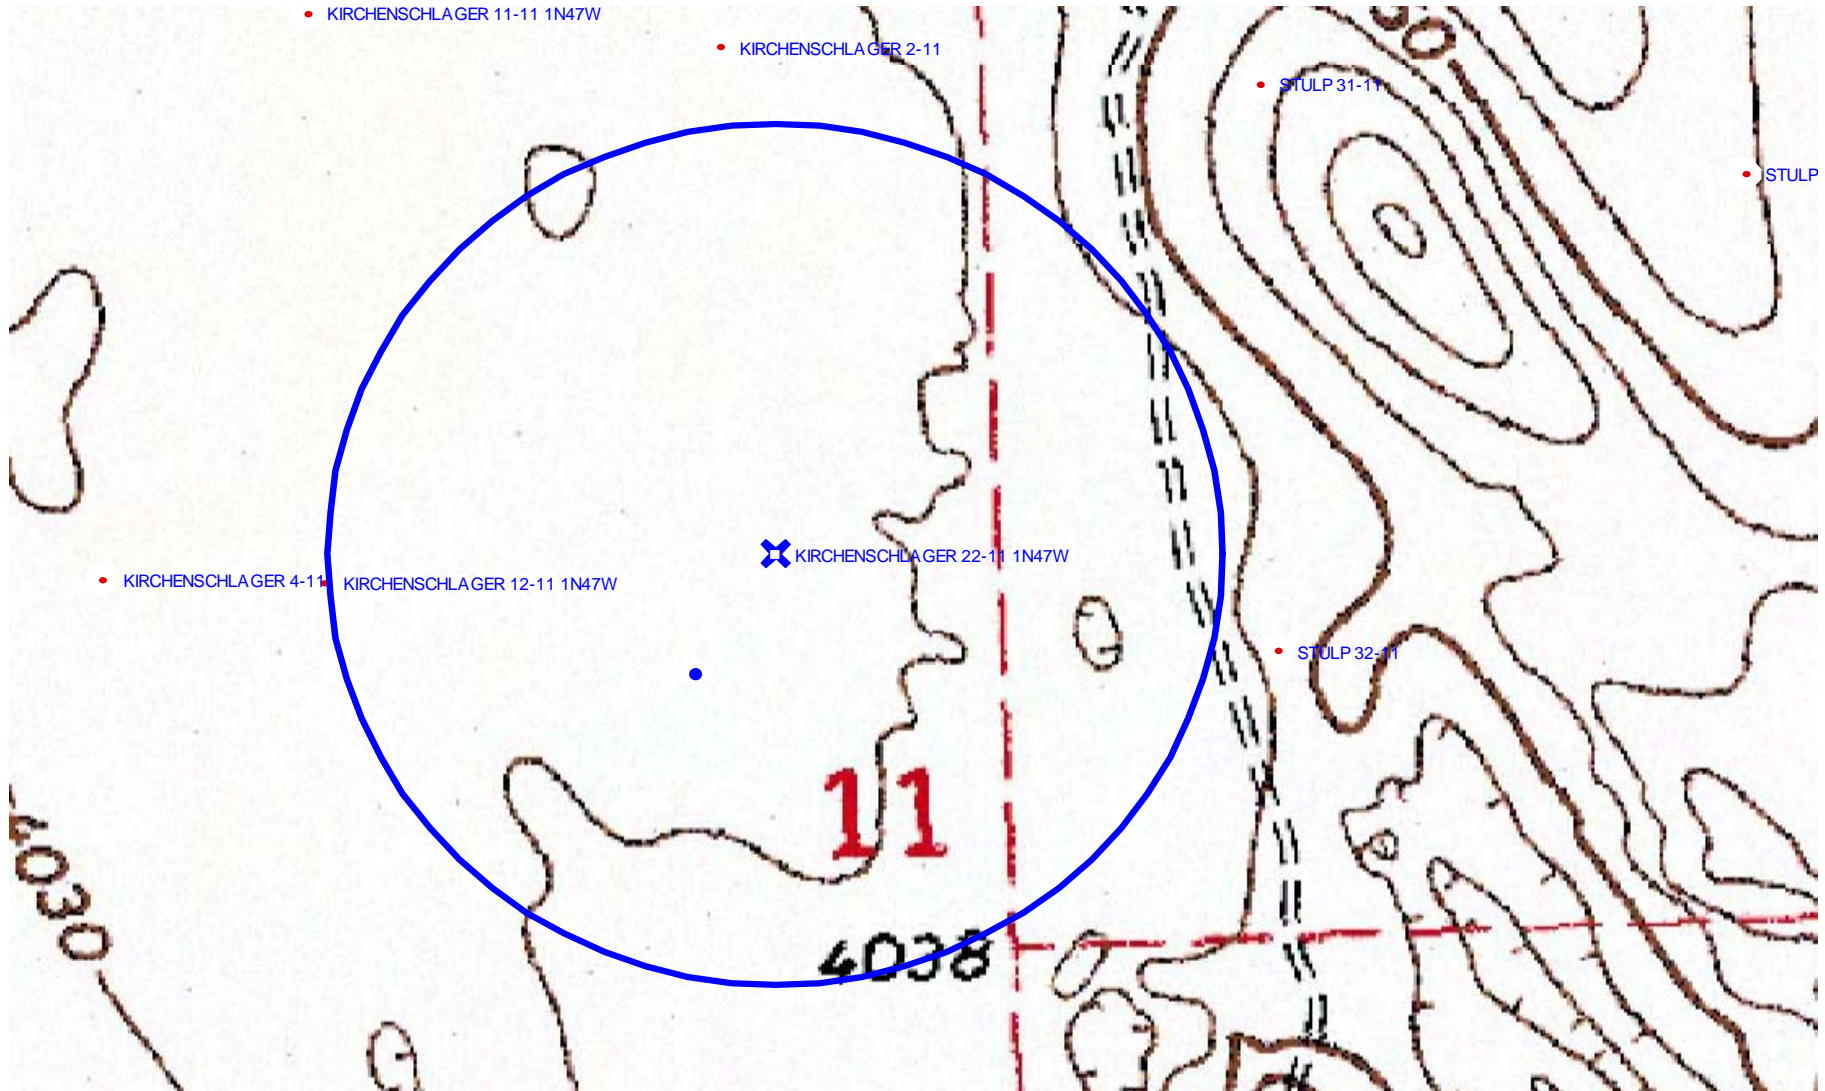 KIRCHENSCHLAGER 11-11 1N47W
KIRCHENSCHLAGER 2-11
STULP 31-11
STULP
KIRCHENSCHLAGER 22-11 1N47W
KIRCHENSCHLAGER 4-11
KIRCHENSCHLAGER 12-11 1N47W
STULP 32-11
11
4030
4038